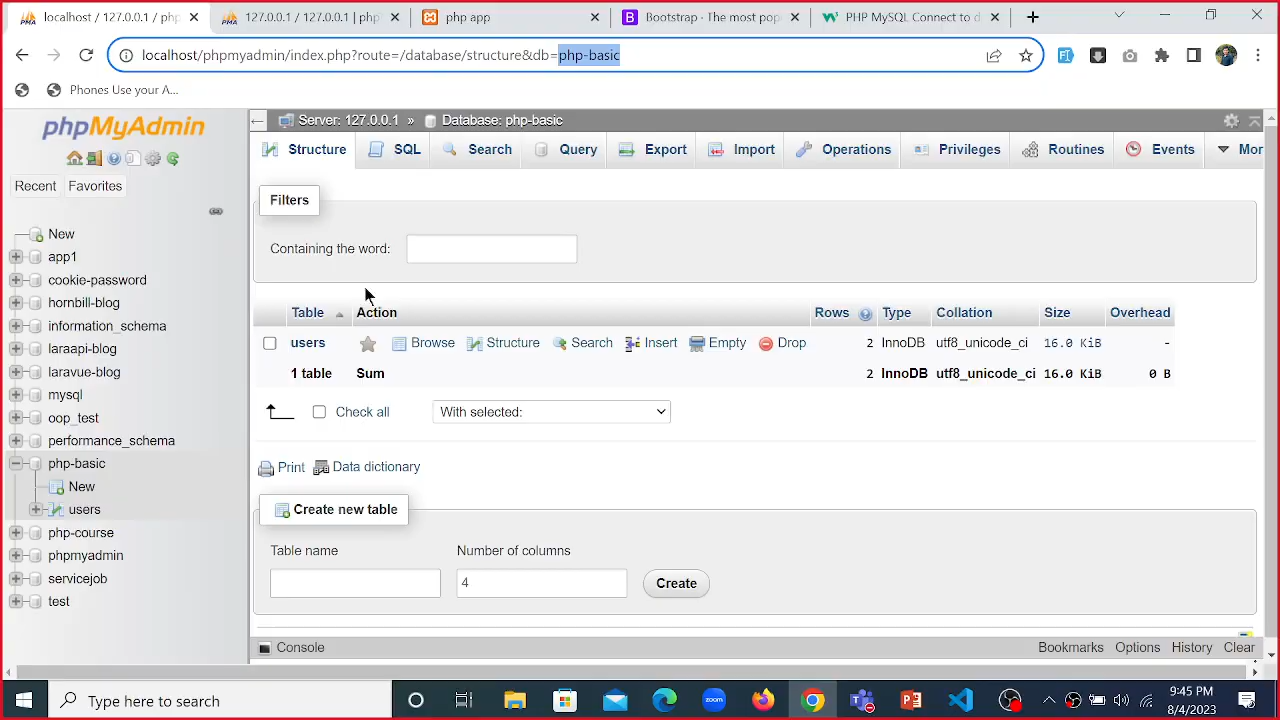 localhost / 127.0.0.1 / php
127.0.0.1 / 127.0.0.1 | php
php app
Bootstrap · The most pop
PHP MySQL Connect to d
localhost/phpmyadmin/index.php?route=/database/structure&db=php-basic
Phones Use your A...
phpMyAdmin
Recent
Favorites
New
app1
cookie-password
hornbill-blog
information_schema
laraapi-blog
laravue-blog
mysql
oop_test
performance_schema
php-basic
New
users
php-course
phpmyadmin
servicejob
test
Server: 127.0.0.1 » Database: php-basic
Structure SQL Search Query Export Import Operations Privileges Routines Events Mor
Filters
Containing the word:
Table Action Rows Type Collation Size Overhead
users Browse Structure Search Insert Empty Drop 2 InnoDB utf8_unicode_ci 16.0 KiB -
1 table Sum 2 InnoDB utf8_unicode_ci 16.0 KiB 0 B
Check all With selected:
Print Data dictionary
Create new table
Table name Number of columns
4 Create
Console Bookmarks Options History Clear
Type here to search
zoom
9:45 PM
8/4/2023